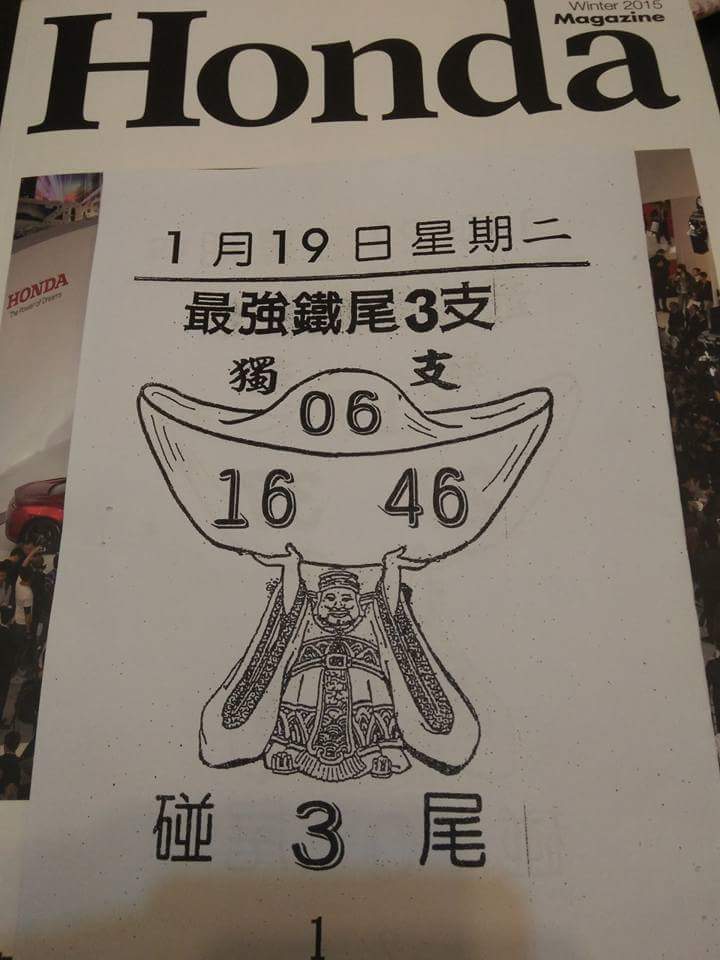 Honda
Winter 2015
Magazine
HONDA
The Power of Dreams
1月19日星期二
最強鐵尾3支
獨 支
06
16 46
碰 3 尾
1